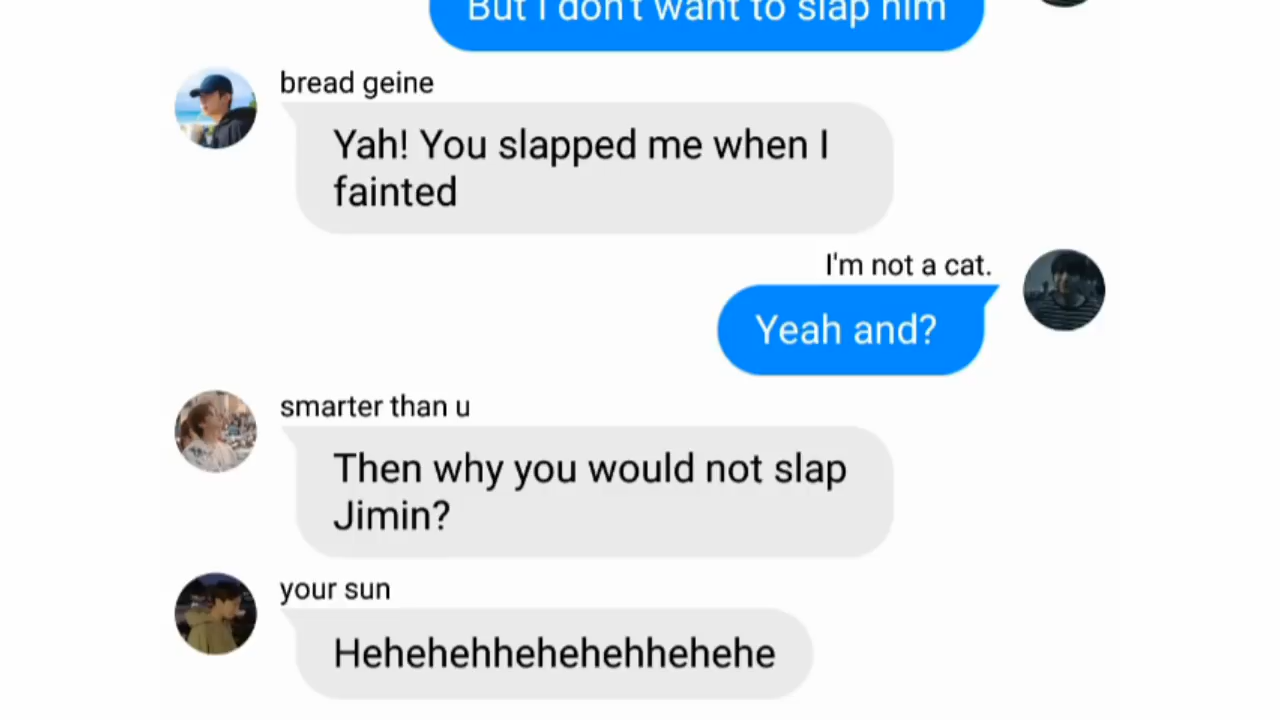 But I don't want to slap him
bread geine
Yah! You slapped me when I
fainted
I'm not a cat.
Yeah and?
smarter than u
Then why you would not slap
Jimin?
your sun
Hehehehhehehehhehehe